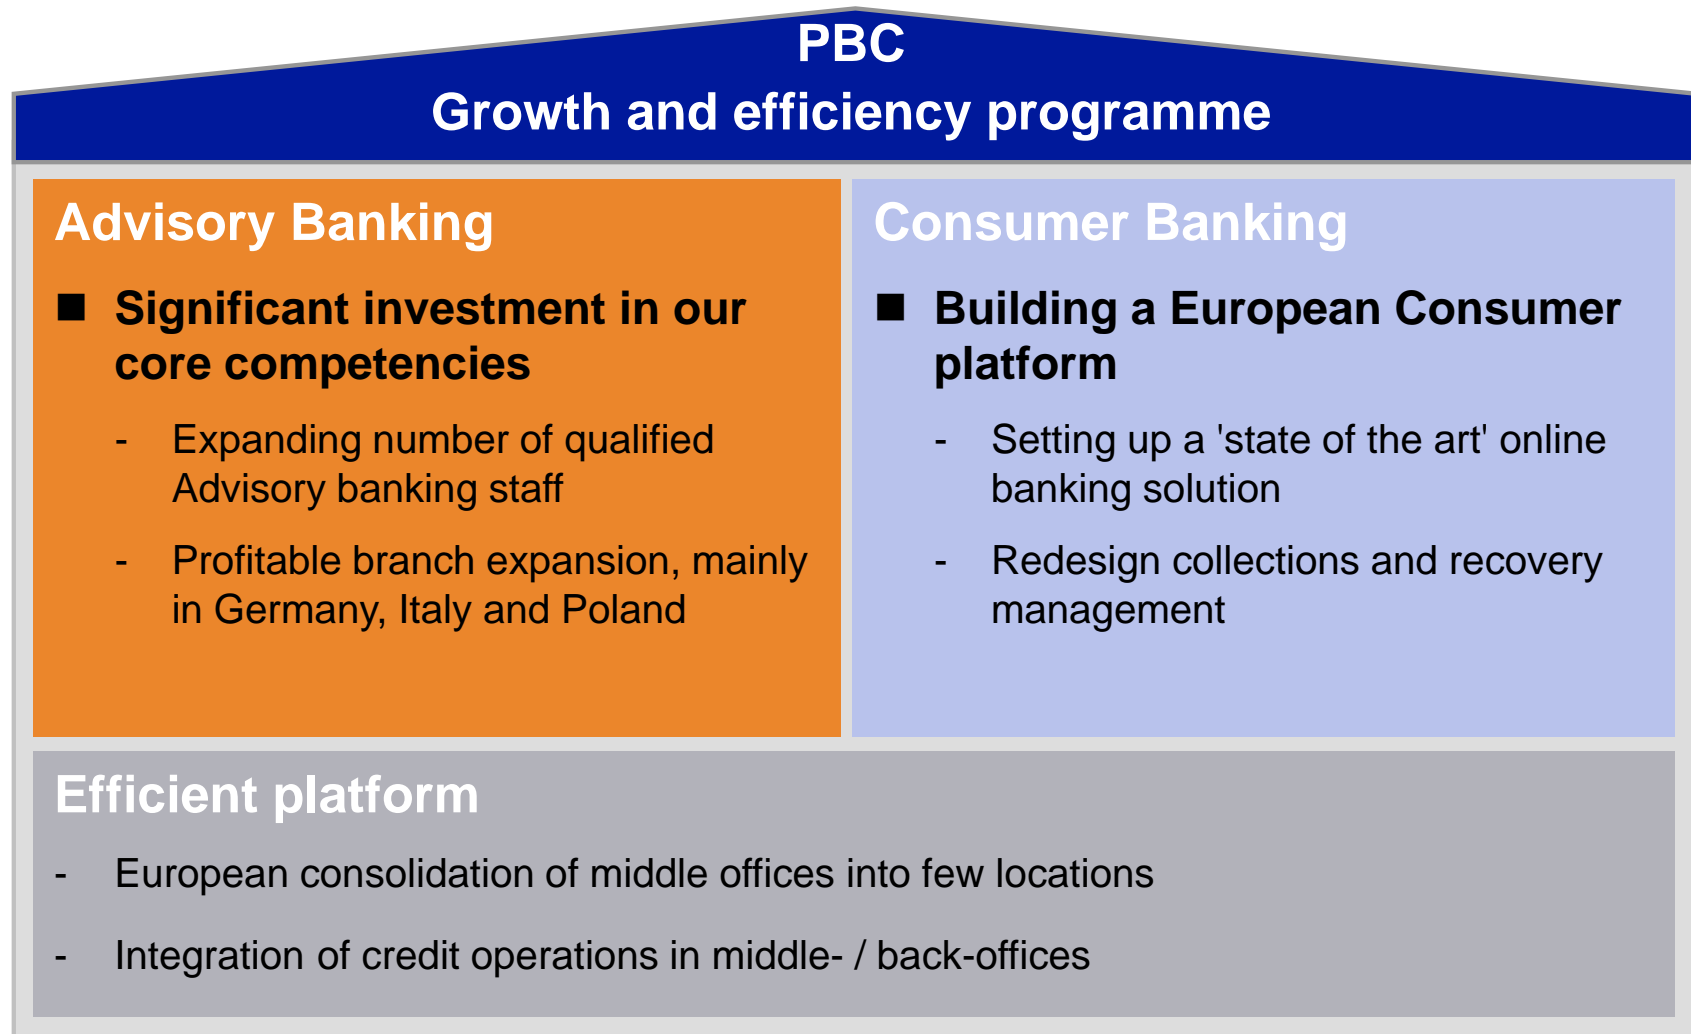 PBC
Growth and efficiency programme
Advisory Banking
■ Significant investment in our
core competencies
- Expanding number of qualified
Advisory banking staff
- Profitable branch expansion, mainly
in Germany, Italy and Poland
Consumer Banking
■ Building a European Consumer
platform
- Setting up a 'state of the art' online
banking solution
- Redesign collections and recovery
management
Efficient platform
- European consolidation of middle offices into few locations
- Integration of credit operations in middle- / back-offices